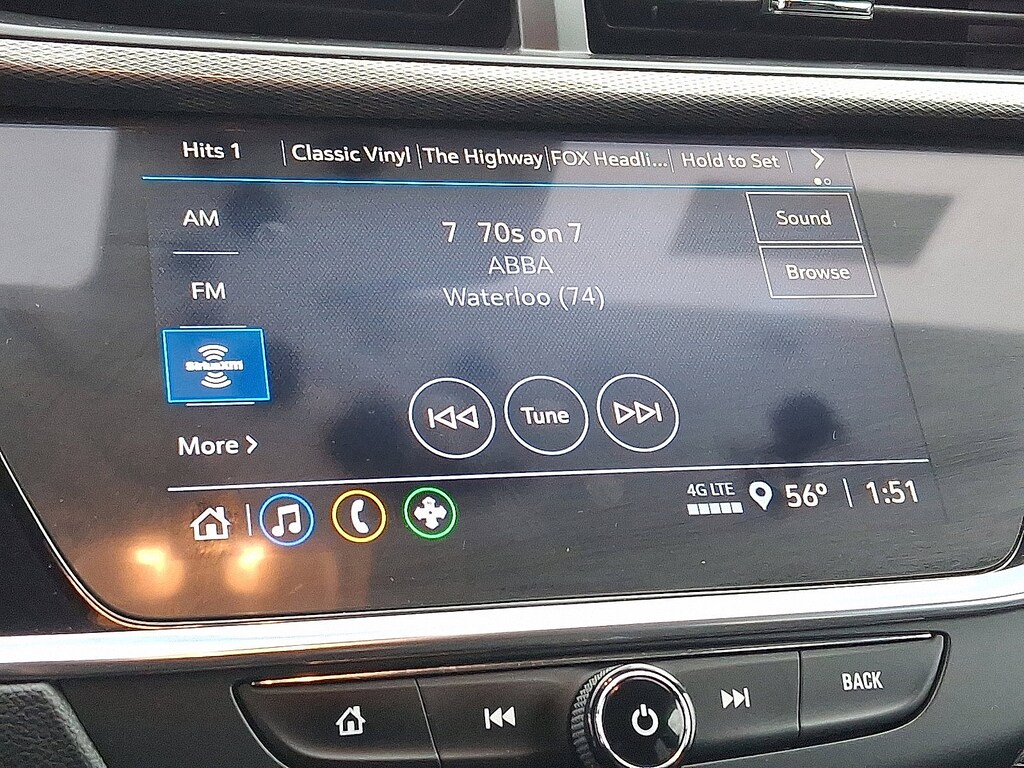 Hits 1 Classic Vinyl The Highway FOX Headli... Hold to Set
AM
7 70s on 7
Sound
ABBA
Browse
FM
Waterloo (74)
SiriusXM
Tune
More
4G LTE 56° 1:51
BACK